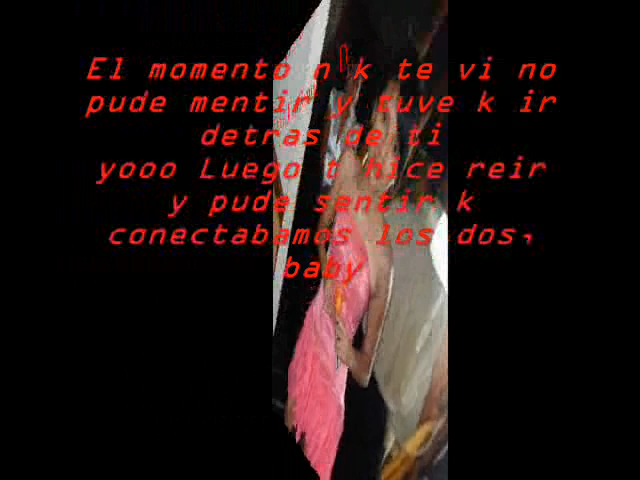 El momento n k te vi no
pude mentir y tuve k ir
detras de ti
yooo Luego t hice reir
y pude sentir k
conectabamos los dos,
baby